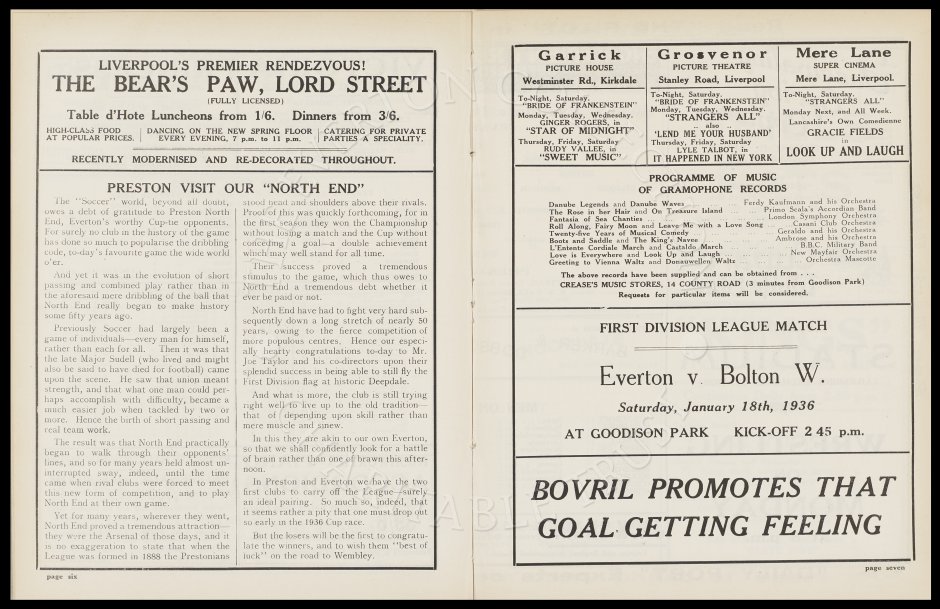 LIVERPOOL'S PREMIER RENDEZVOUS!
THE BEAR'S PAW, LORD STREET
(FULLY LICENSED)
Table d'Hote Luncheons from 1/6. Dinners from 3/6.
HIGH-CLASS FOOD
AT POPULAR PRICES.
DANCING ON THE NEW SPRING FLOOR
EVERY EVENING, 7 p.m. to 11 p.m.
CATERING FOR PRIVATE
PARTIES A SPECIALITY.
RECENTLY MODERNISED AND RE-DECORATED THROUGHOUT.
PRESTON VISIT OUR "NORTH END"
The "Soccer" world, beyond all doubt,
owes a debt of gratitude to Preston North
End, Everton's worthy Cup-tie opponents.
For surely no club in the history of the game
has done so much to popularise the dribbling
code, to-day's favourite game the wide world
o'er.
And yet it was in the evolution of short
passing and combined play rather than in
the aforesaid mere dribbling of the ball that
North End really began to make history
some fifty years ago.
Previously Soccer had largely been a
game of individuals—every man for himself,
rather than each for all. Then it was that
the late Major Sudell (who lived and might
also be said to have died for football) came
upon the scene. He saw that union meant
strength, and that what one man could per-
haps accomplish with difficulty, became a
much easier job when tackled by two or
more. Hence the birth of short passing and
real team work.
The result was that North End practically
began to walk through their opponents'
lines, and so for many years held almost un-
interrupted sway, indeed, until the time
came when rival clubs were forced to meet
this new form of competition, and to play
North End at their own game.
Yet for many years, wherever they went,
North End proved a tremendous attraction—
they were the Arsenal of those days, and it
is no exaggeration to state that when the
League was formed in 1888 the Prestonians
stood head and shoulders above their rivals.
Proof of this was quickly forthcoming, for in
the first season they won the Championship
without losing a match and the Cup without
conceding a goal—a double achievement
which may well stand for all time.
Their success proved a tremendous
stimulus to the game, which thus owes to
North End a tremendous debt whether it
ever be paid or not.
North End have had to fight very hard sub-
sequently down a long stretch of nearly 50
years, owing to the fierce competition of
more populous centres. Hence our especi-
ally hearty congratulations to-day to Mr.
Joe Taylor and his co-directors upon their
splendid success in being able to still fly the
First Division flag at historic Deepdale.
And what is more, the club is still trying
right well to live up to the old tradition—
that of depending upon skill rather than
mere muscle and sinew.
In this they are akin to our own Everton,
so that we shall confidently look for a battle
of brain rather than one of brawn this after-
noon.
In Preston and Everton we have the two
first clubs to carry off the League—surely
an ideal pairing. So much so, indeed, that
it seems rather a pity that one must drop out
so early in the 1936 Cup race.
But the losers will be the first to congratu-
late the winners, and to wish them "best of
luck" on the road to Wembley.
page six
Garrick
PICTURE HOUSE
Westminster Rd., Kirkdale
To-Night, Saturday.
"BRIDE OF FRANKENSTEIN"
Monday, Tuesday, Wednesday.
GINGER ROGERS, in
"STAR OF MIDNIGHT"
Thursday, Friday, Saturday
RUDY VALLEE, in
"SWEET MUSIC"
Grosvenor
PICTURE THEATRE
Stanley Road, Liverpool
To-Night, Saturday.
"BRIDE OF FRANKENSTEIN"
Monday, Tuesday, Wednesday.
"STRANGERS ALL"
also
'LEND ME YOUR HUSBAND'
Thursday, Friday, Saturday
LYLE TALBOT, in
IT HAPPENED IN NEW YORK
Mere Lane
SUPER CINEMA
Mere Lane, Liverpool.
To-Night, Saturday.
"STRANGERS ALL"
Monday Next, and All Week.
Lancashire's Own Comedienne
GRACIE FIELDS
in
LOOK UP AND LAUGH
PROGRAMME OF MUSIC
OF GRAMOPHONE RECORDS
Danube Legends and Danube Waves ... Ferdy Kaufmann and his Orchestra
The Rose in her Hair and On Treasure Island ... Primo Scala's Accordian Band
Fantasia of Sea Chanties ... London Symphony Orchestra
Roll Along, Fairy Moon and Leave Me with a Love Song ... Casani Club Orchestra
Twenty-five Years of Musical Comedy ... Geraldo and his Orchestra
Boots and Saddle and The King's Navee ... Ambrose and his Orchestra
L'Entente Cordiale March and Castaldo March ... B.B.C. Military Band
Love is Everywhere and Look Up and Laugh ... New Mayfair Orchestra
Greeting to Vienna Waltz and Donauwellen Waltz ... Orchestra Mascotte
The above records have been supplied and can be obtained from . . .
CREASE'S MUSIC STORES, 14 COUNTY ROAD (3 minutes from Goodison Park)
Requests for particular items will be considered.
FIRST DIVISION LEAGUE MATCH
Everton v. Bolton W.
Saturday, January 18th, 1936
AT GOODISON PARK KICK-OFF 2 45 p.m.
BOVRIL PROMOTES THAT
GOAL-GETTING FEELING
page seven